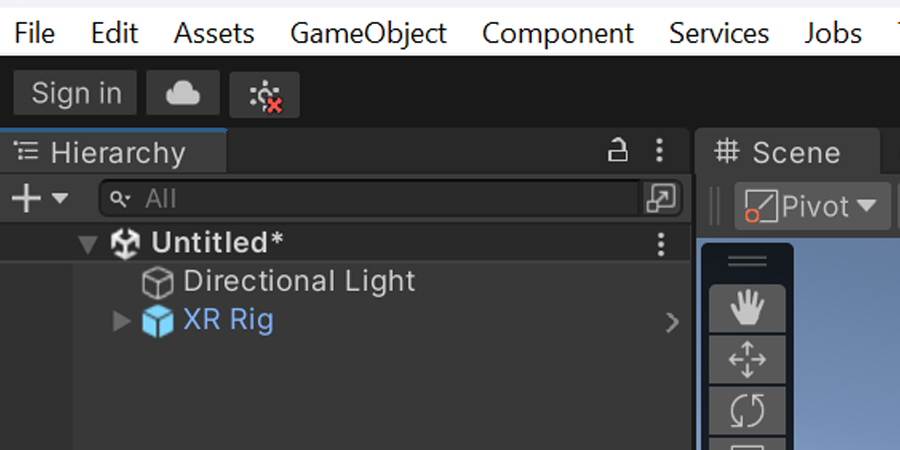 File Edit Assets GameObject Component Services Jobs
Sign in
Hierarchy Scene
All Pivot
Untitled*
Directional Light
XR Rig